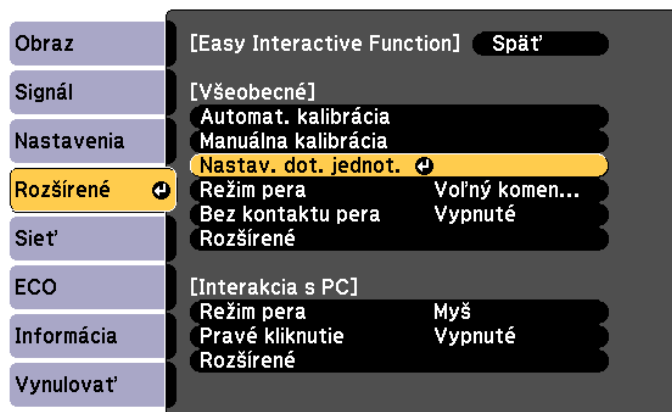 Obraz
Signál
Nastavenia
Rozšírené
Sieť
ECO
Informácia
Vynulovať
[Easy Interactive Function] Späť
[Všeobecné]
Automat. kalibrácia
Manuálna kalibrácia
Nastav. dot. jednot.
Režim pera Voľný komen...
Bez kontaktu pera Vypnuté
Rozšírené
[Interakcia s PC]
Režim pera Myš
Pravé kliknutie Vypnuté
Rozšírené